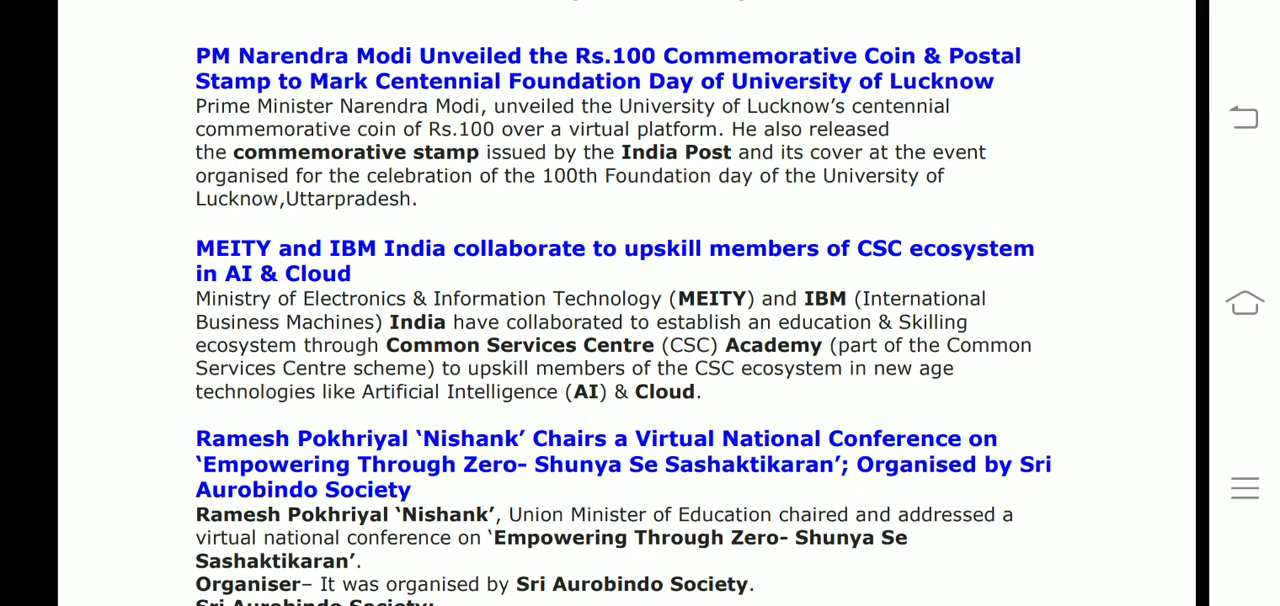 PM Narendra Modi Unveiled the Rs.100 Commemorative Coin & Postal
Stamp to Mark Centennial Foundation Day of University of Lucknow
Prime Minister Narendra Modi, unveiled the University of Lucknow’s centennial
commemorative coin of Rs.100 over a virtual platform. He also released
the commemorative stamp issued by the India Post and its cover at the event
organised for the celebration of the 100th Foundation day of the University of
Lucknow,Uttarpradesh.
MEITY and IBM India collaborate to upskill members of CSC ecosystem
in AI & Cloud
Ministry of Electronics & Information Technology (MEITY) and IBM (International
Business Machines) India have collaborated to establish an education & Skilling
ecosystem through Common Services Centre (CSC) Academy (part of the Common
Services Centre scheme) to upskill members of the CSC ecosystem in new age
technologies like Artificial Intelligence (AI) & Cloud.
Ramesh Pokhriyal ‘Nishank’ Chairs a Virtual National Conference on
‘Empowering Through Zero- Shunya Se Sashaktikaran’; Organised by Sri
Aurobindo Society
Ramesh Pokhriyal ‘Nishank’, Union Minister of Education chaired and addressed a
virtual national conference on ‘Empowering Through Zero- Shunya Se
Sashaktikaran’.
Organiser– It was organised by Sri Aurobindo Society.
Sri Aurobindo Society: